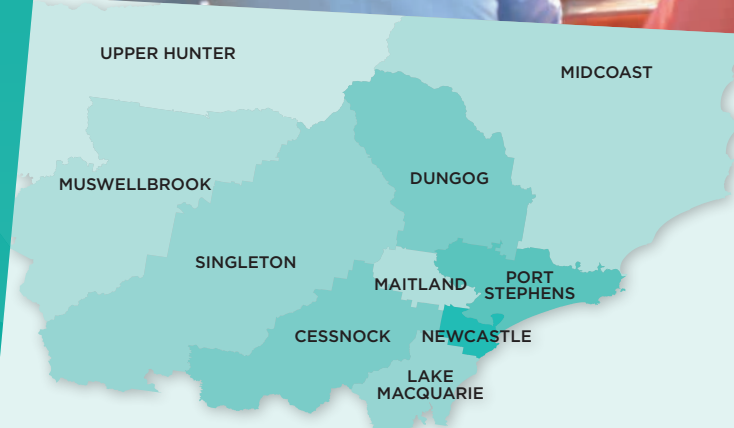 UPPER HUNTER
MIDCOAST
MUSWELLBROOK
DUNGOG
SINGLETON
MAITLAND
PORT
STEPHENS
CESSNOCK
NEWCASTLE
LAKE
MACQUARIE